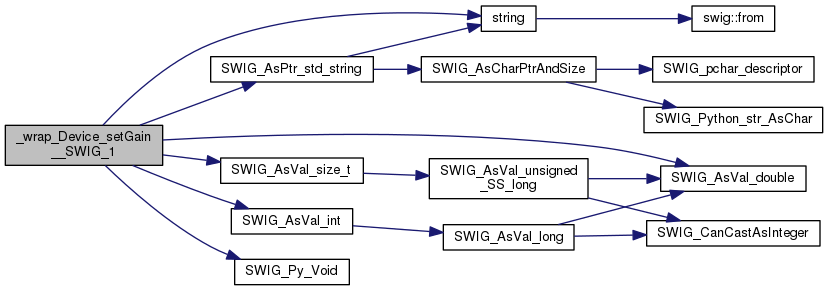 _wrap_Device_setGain
__SWIG_1
string
swig::from
SWIG_AsPtr_std_string
SWIG_AsCharPtrAndSize
SWIG_pchar_descriptor
SWIG_Python_str_AsChar
SWIG_AsVal_size_t
SWIG_AsVal_unsigned
_SS_long
SWIG_AsVal_double
SWIG_AsVal_int
SWIG_AsVal_long
SWIG_CanCastAsInteger
SWIG_Py_Void